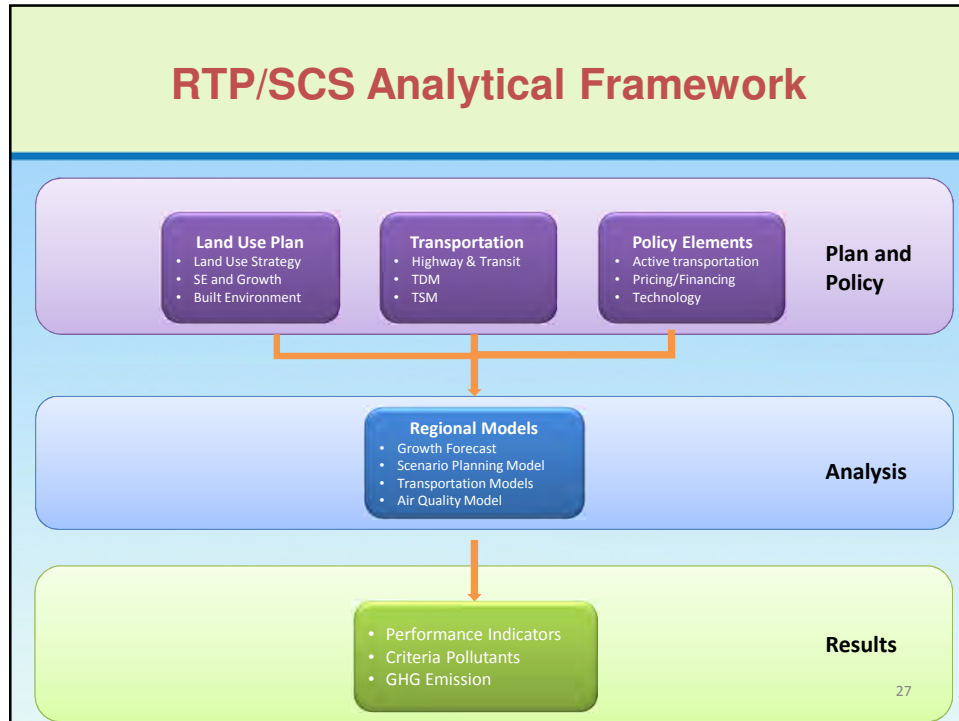 RTP/SCS Analytical Framework
Land Use Plan
• Land Use Strategy
• SE and Growth
• Built Environment
Transportation
• Highway & Transit
• TDM
• TSM
Policy Elements
• Active transportation
• Pricing/Financing
• Technology
Plan and
Policy
Regional Models
• Growth Forecast
• Scenario Planning Model
• Transportation Models
• Air Quality Model
Analysis
• Performance Indicators
• Criteria Pollutants
• GHG Emission
Results
27